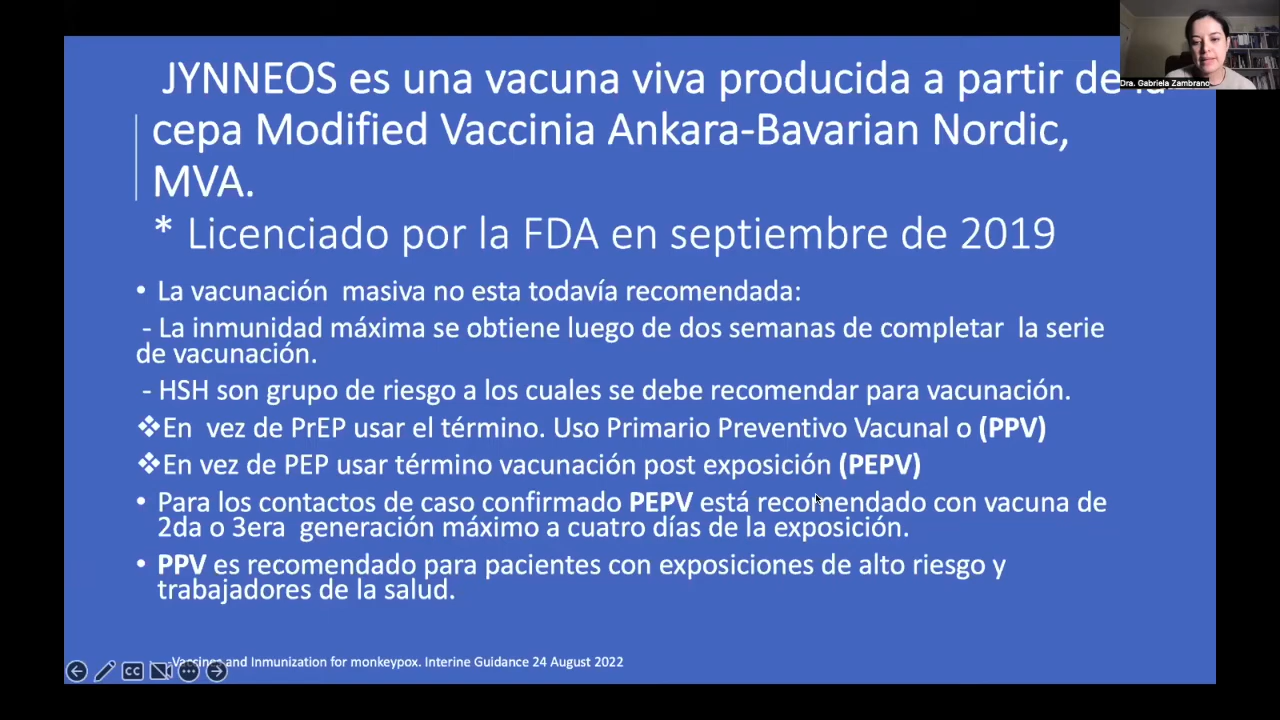 JYNNEOS es una vacuna viva producida a partir de la
cepa Modified Vaccinia Ankara-Bavarian Nordic,
MVA.
* Licenciado por la FDA en septiembre de 2019
• La vacunación masiva no esta todavía recomendada:
- La inmunidad máxima se obtiene luego de dos semanas de completar la serie
de vacunación.
- HSH son grupo de riesgo a los cuales se debe recomendar para vacunación.
❖En vez de PrEP usar el término. Uso Primario Preventivo Vacunal o (PPV)
❖En vez de PEP usar término vacunación post exposición (PEPV)
• Para los contactos de caso confirmado PEPV está recomendado con vacuna de
2da o 3era generación máximo a cuatro días de la exposición.
• PPV es recomendado para pacientes con exposiciones de alto riesgo y
trabajadores de la salud.
-Vaccines and Inmunization for monkeypox. Interine Guidance 24 August 2022
CC
Dra. Gabriela Zambrano